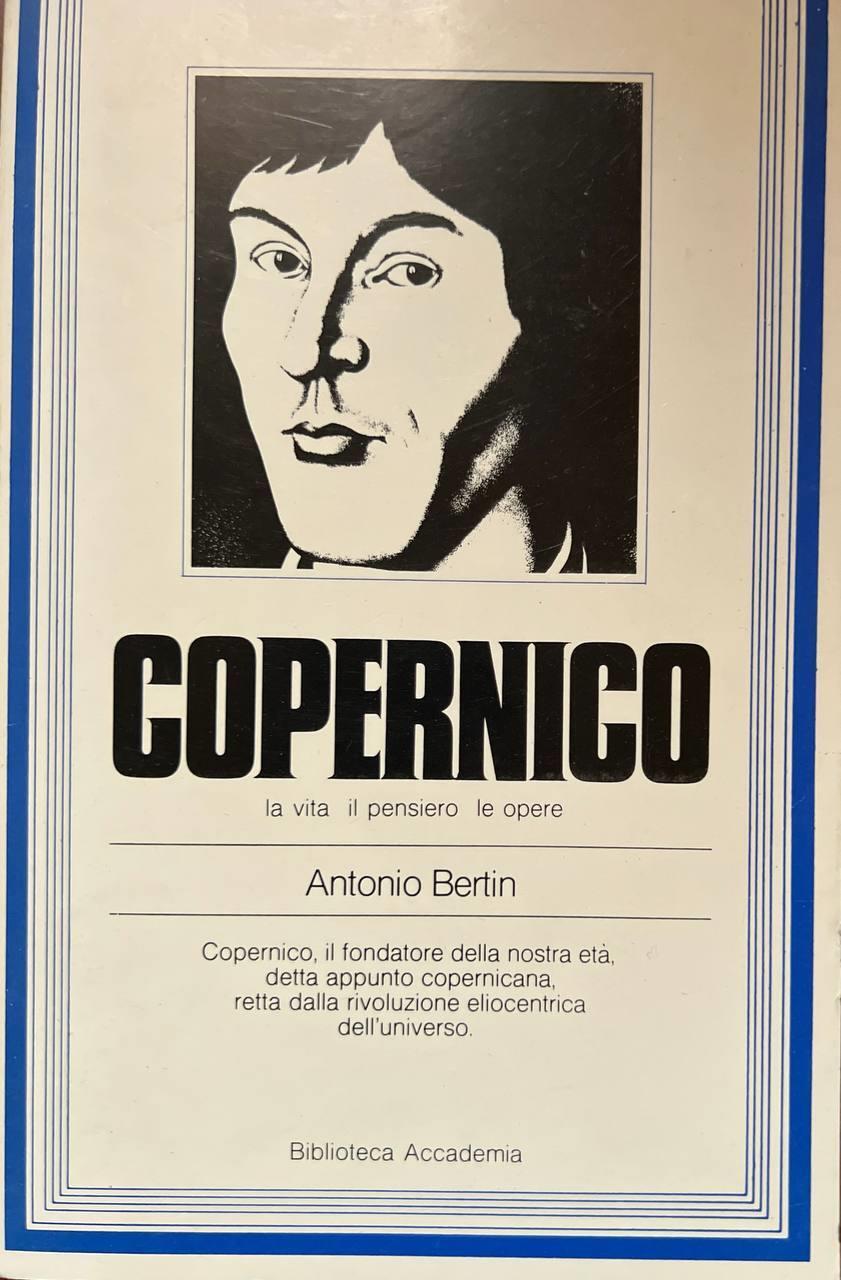 COPERNICO
la vita il pensiero le opere
Antonio Bertin
Copernico, il fondatore della nostra età,
detta appunto copernicana,
retta dalla rivoluzione eliocentrica
dell'universo.
Biblioteca Accademia